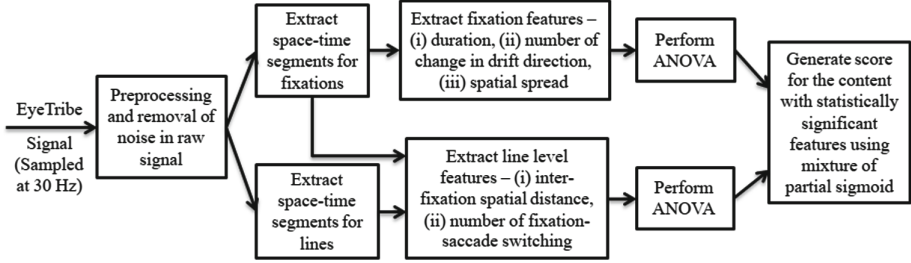 EyeTribe
Signal
(Sampled
at 30 Hz)
Preprocessing
and removal of
noise in raw
signal
Extract
space-time
segments for
fixations
Extract
space-time
segments for
lines
Extract fixation features –
(i) duration, (ii) number of
change in drift direction,
(iii) spatial spread
Extract line level
features – (i) inter-
fixation spatial distance,
(ii) number of fixation-
saccade switching
Perform
ANOVA
Perform
ANOVA
Generate score
for the content
with statistically
significant
features using
mixture of
partial sigmoid